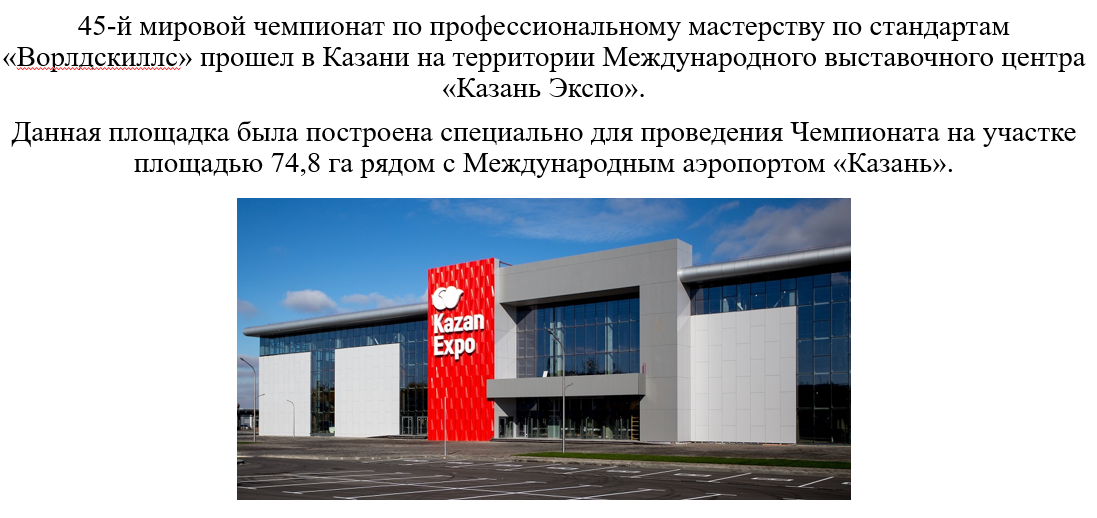 45-й мировой чемпионат по профессиональному мастерству по стандартам
«Ворлдскиллс» прошел в Казани на территории Международного выставочного центра
«Казань Экспо».
Данная площадка была построена специально для проведения Чемпионата на участке
площадью 74,8 га рядом с Международным аэропортом «Казань».
Kazan
Expo